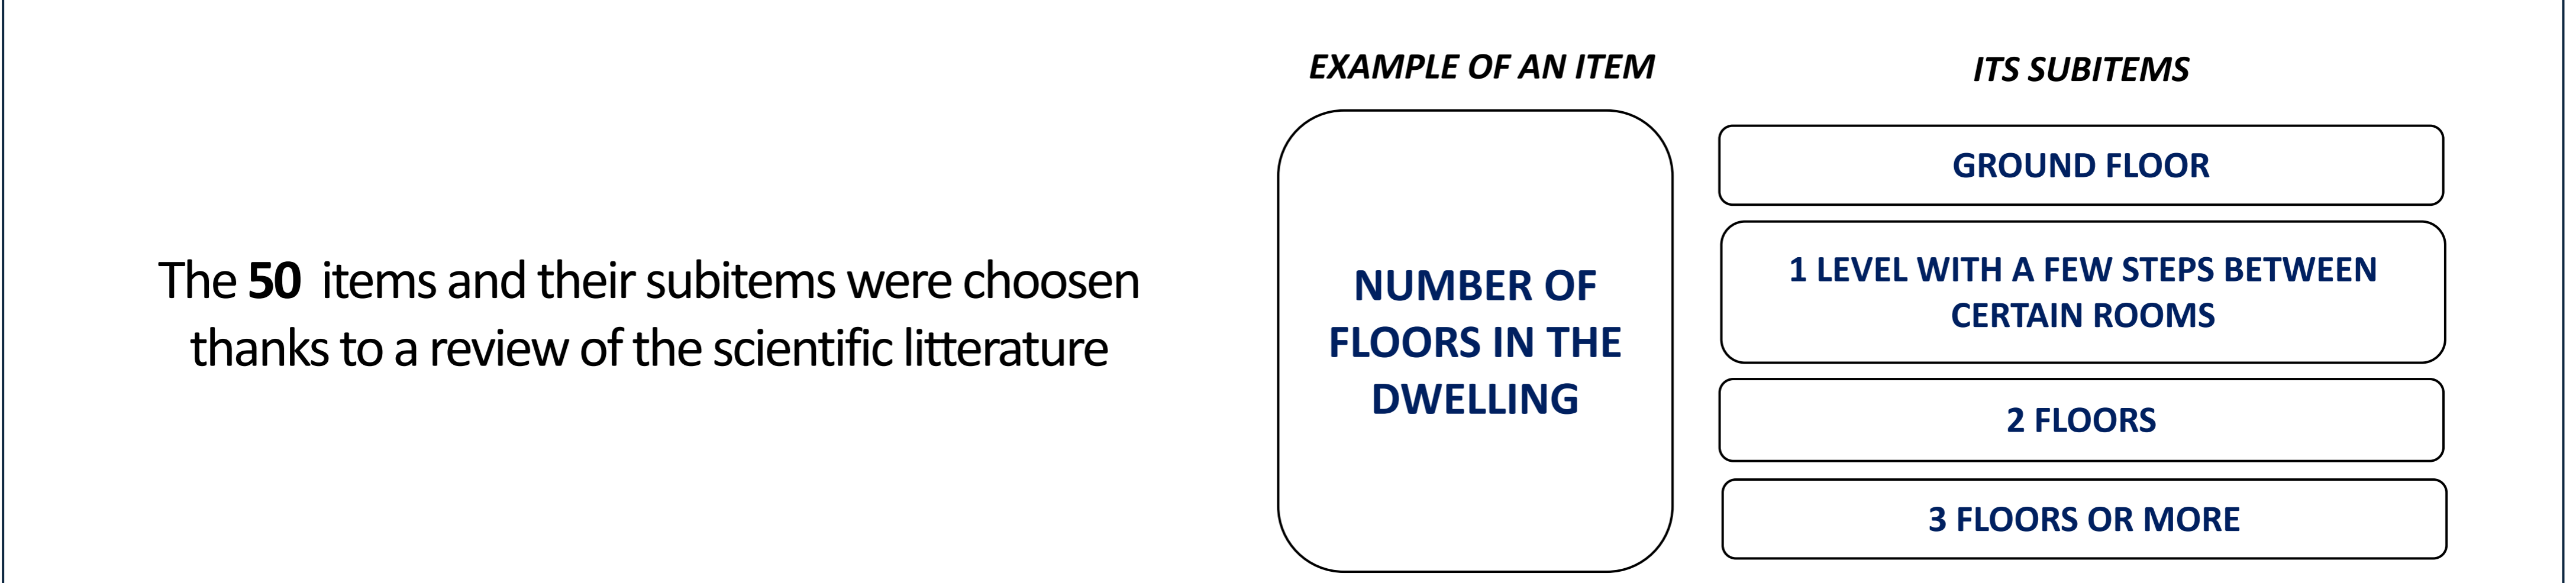 The 50 items and their subitems were choosen
thanks to a review of the scientific litterature
EXAMPLE OF AN ITEM
NUMBER OF
FLOORS IN THE
DWELLING
ITS SUBITEMS
GROUND FLOOR
1 LEVEL WITH A FEW STEPS BETWEEN
CERTAIN ROOMS
2 FLOORS
3 FLOORS OR MORE